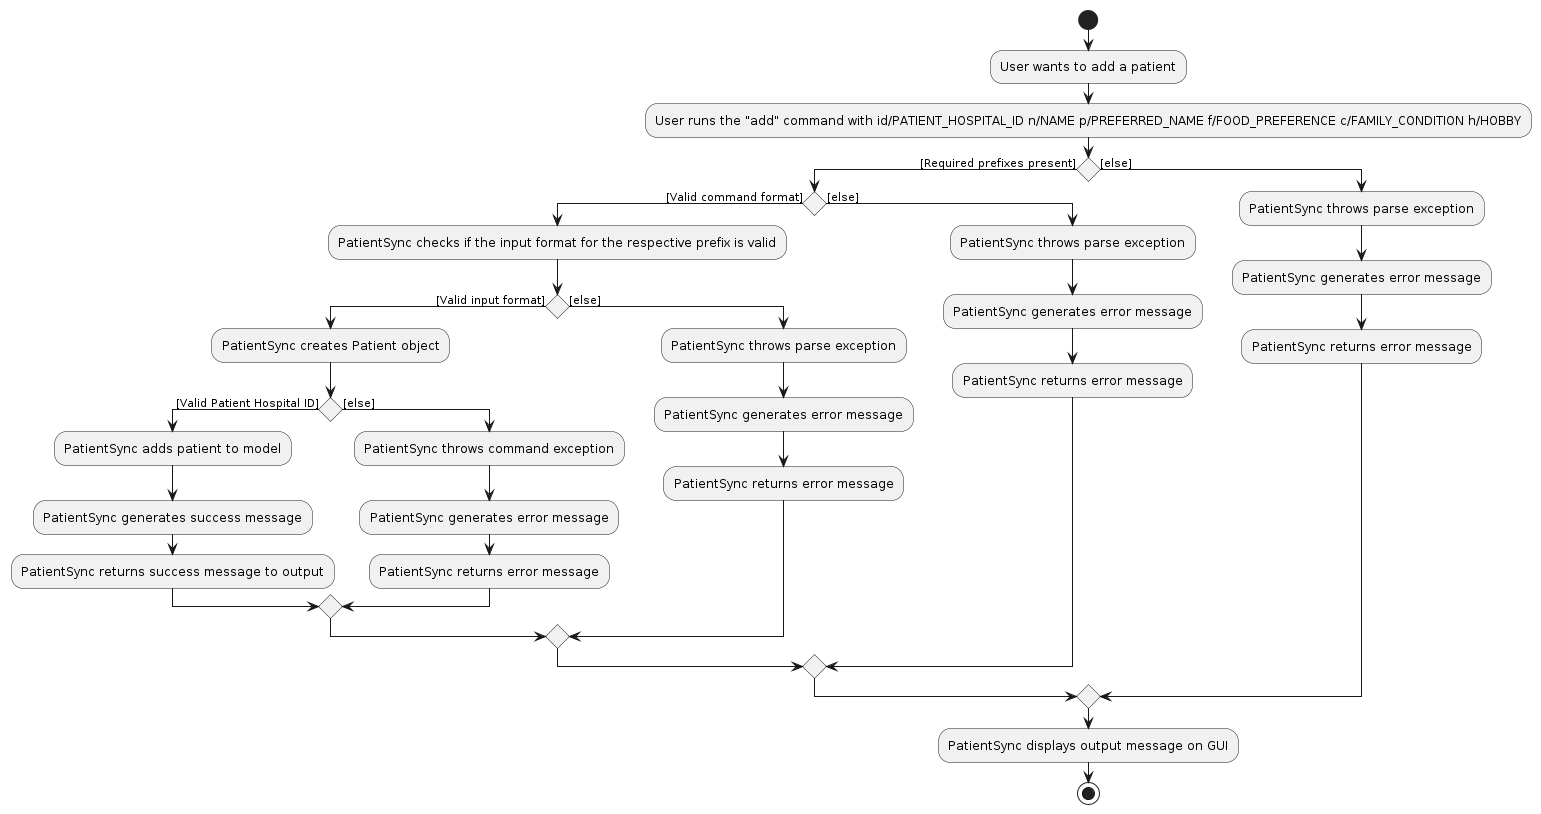 User wants to add a patient
User runs the "add" command with id/PATIENT_HOSPITAL_ID n/NAME p/PREFERRED_NAME f/FOOD_PREFERENCE c/FAMILY_CONDITION h/HOBBY
[Required prefixes present]
[else]
[Valid command format]
[else]
PatientSync checks if the input format for the respective prefix is valid
[Valid input format]
[else]
PatientSync creates Patient object
[Valid Patient Hospital ID]
[else]
PatientSync adds patient to model
PatientSync generates success message
PatientSync returns success message to output
PatientSync throws command exception
PatientSync generates error message
PatientSync returns error message
PatientSync throws parse exception
PatientSync generates error message
PatientSync returns error message
PatientSync throws parse exception
PatientSync generates error message
PatientSync returns error message
PatientSync throws parse exception
PatientSync generates error message
PatientSync returns error message
PatientSync displays output message on GUI